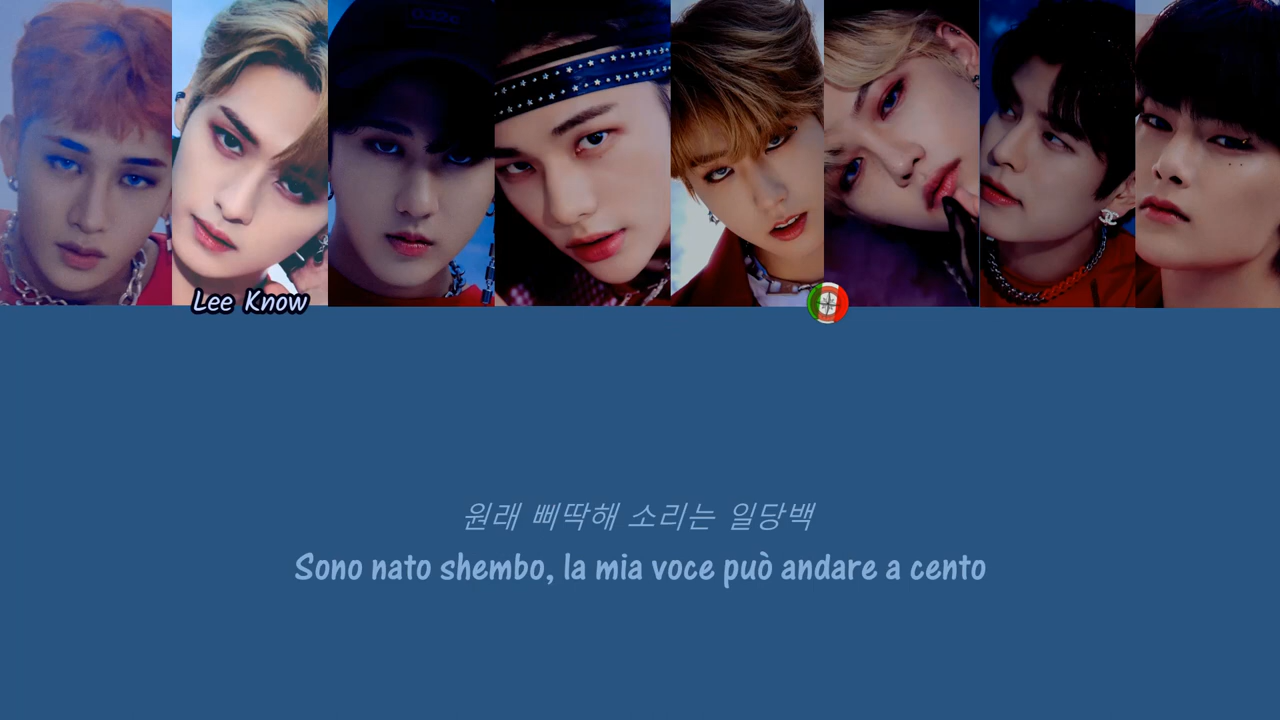 Lee Know
원래 삐딱해 소리는 일당백
Sono nato shembo, la mia voce può andare a cento